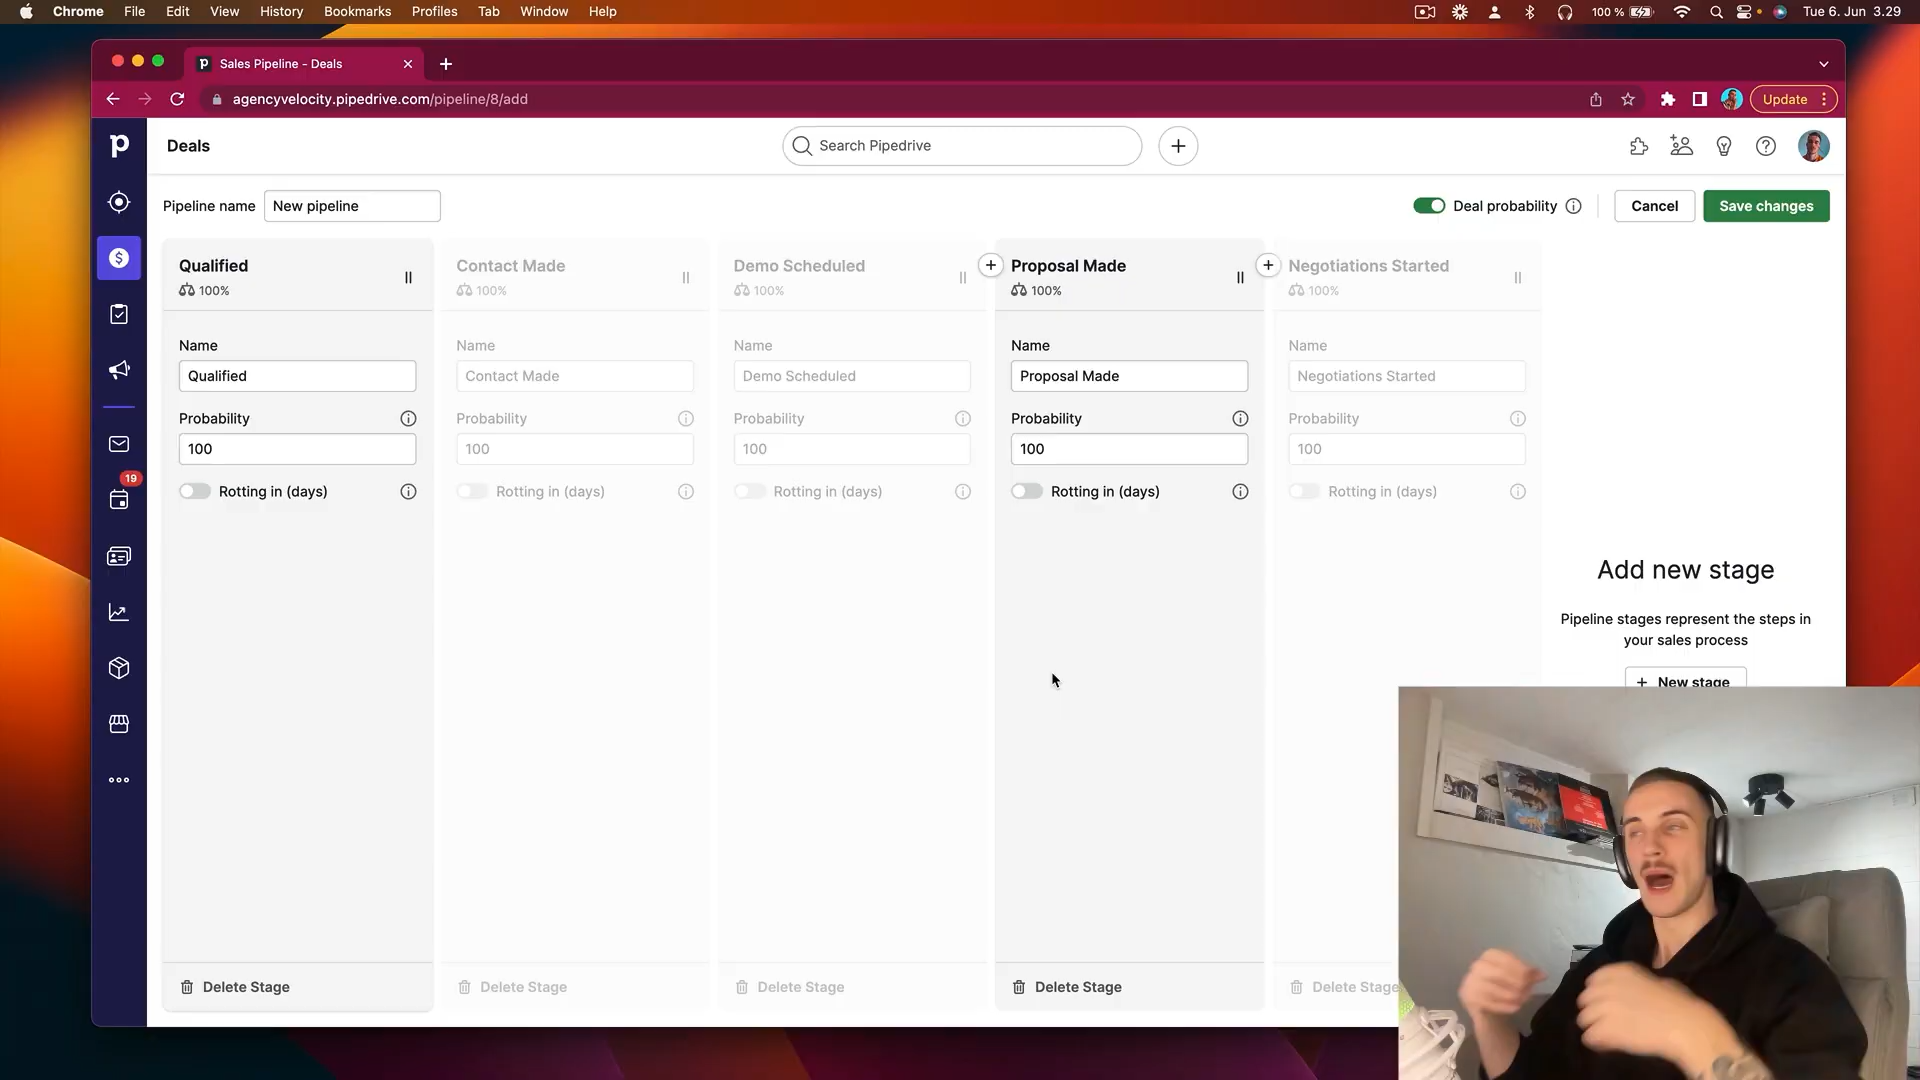 Chrome File Edit View History Bookmarks Profiles Tab Window Help
100 % Tue 6. Jun 3.29
Sales Pipeline - Deals
agencyvelocity.pipedrive.com/pipeline/8/add
Update
Deals
Search Pipedrive
Pipeline name New pipeline
Deal probability
Cancel
Save changes
Qualified
100%
Name
Qualified
Probability
100
Rotting in (days)
Delete Stage
Contact Made
100%
Name
Contact Made
Probability
100
Rotting in (days)
Delete Stage
Demo Scheduled
100%
Name
Demo Scheduled
Probability
100
Rotting in (days)
Delete Stage
Proposal Made
100%
Name
Proposal Made
Probability
100
Rotting in (days)
Delete Stage
Negotiations Started
100%
Name
Negotiations Started
Probability
100
Rotting in (days)
Delete Stage
Add new stage
Pipeline stages represent the steps in
your sales process
New stage
19